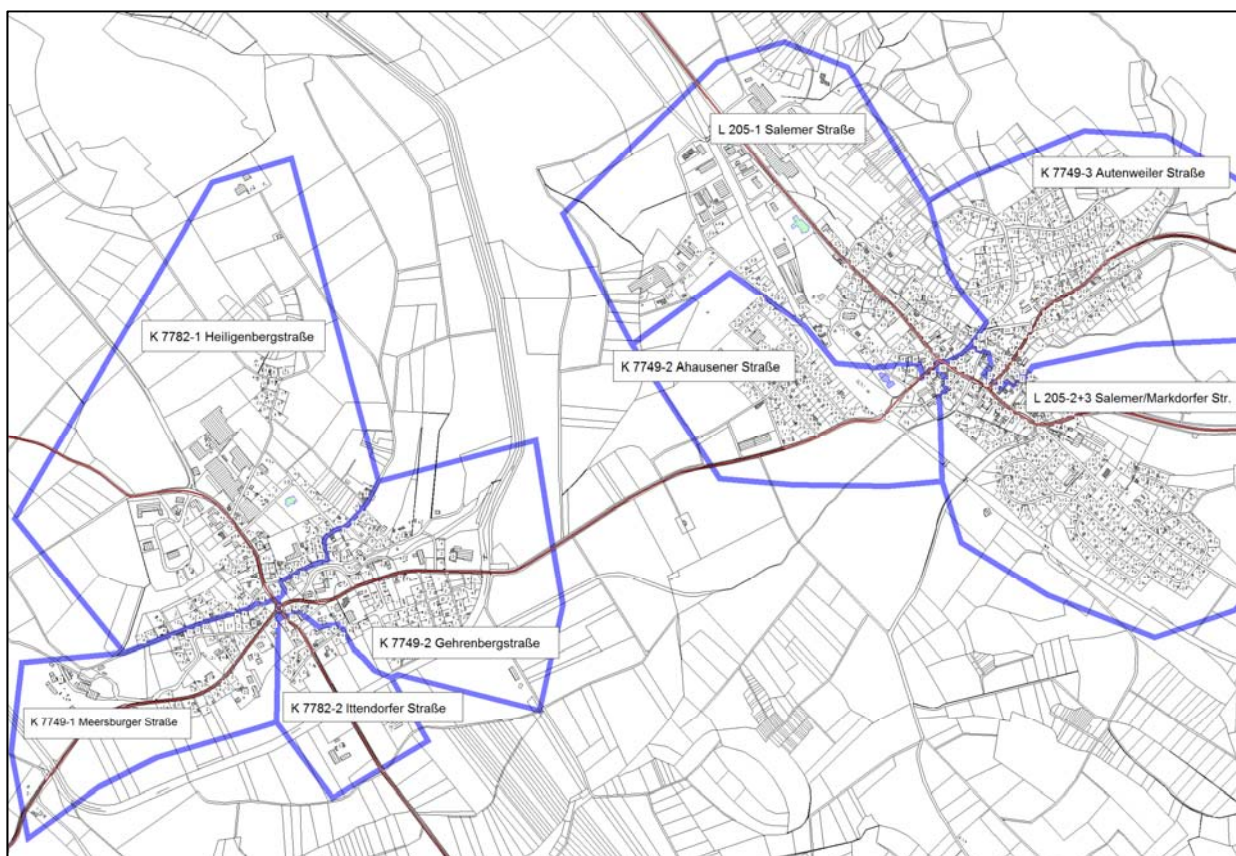 L 205-1 Salemer Straße
K 7749-3 Autenweiler Straße
K 7782-1 Heiligenbergstraße
K 7749-2 Ahausener Straße
L 205-2+3 Salemer/Markdorfer Str.
K 7749-2 Gehrenbergstraße
K 7782-2 Ittendorfer Straße
K 7749-1 Meersburger Straße